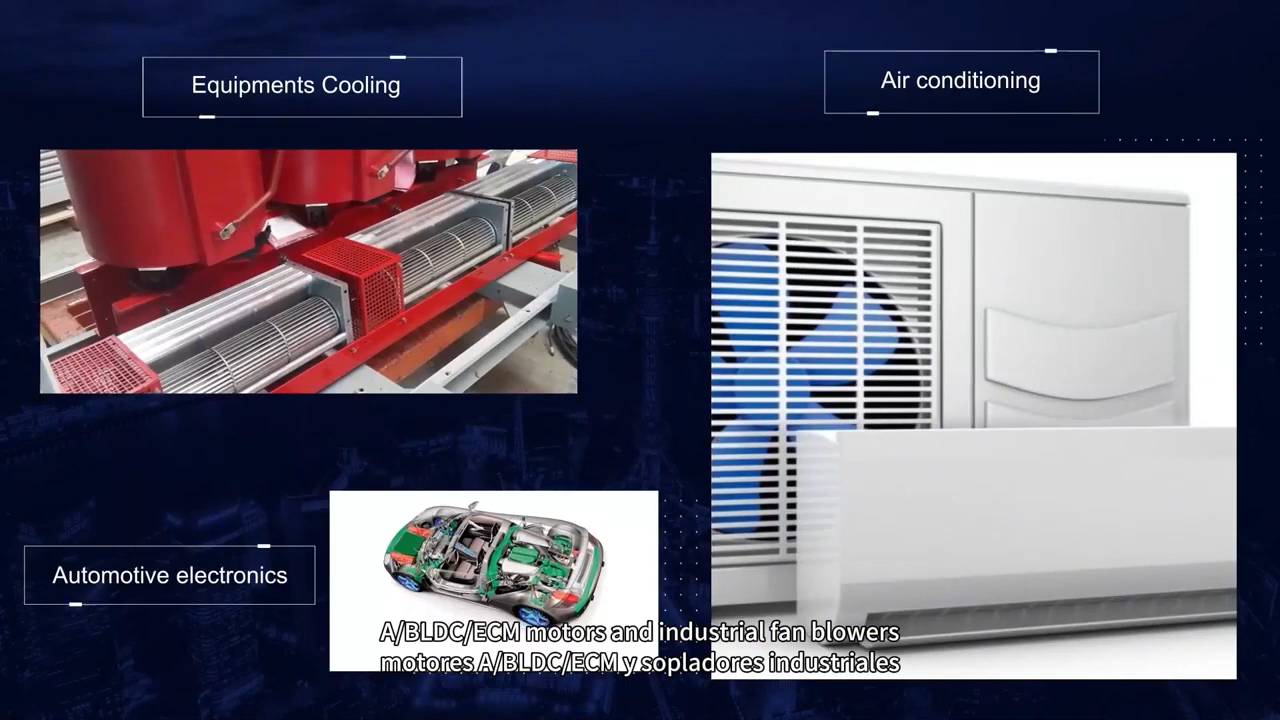 Equipments Cooling
Air conditioning
Automotive electronics
A/BLDC/ECM motors and industrial fan blowers
motores A/BLDC/ECM y sopladores industriales